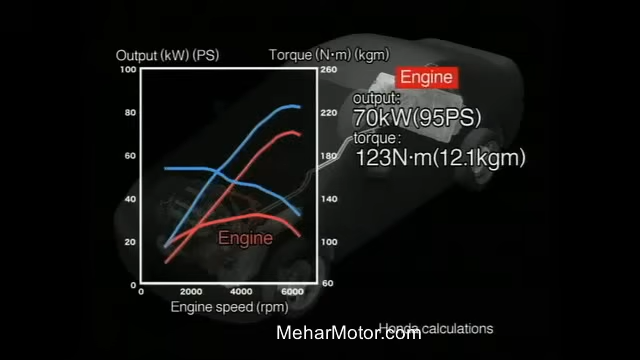 Output (kW) (PS)
Torque (N·m) (kgm)
100
80
60
40
20
0
260
220
180
140
100
60
0
2000
4000
6000
Engine speed (rpm)
Engine
Engine
output:
70kW(95PS)
torque:
123N·m(12.1kgm)
Honda calculations
MeharMotor.com